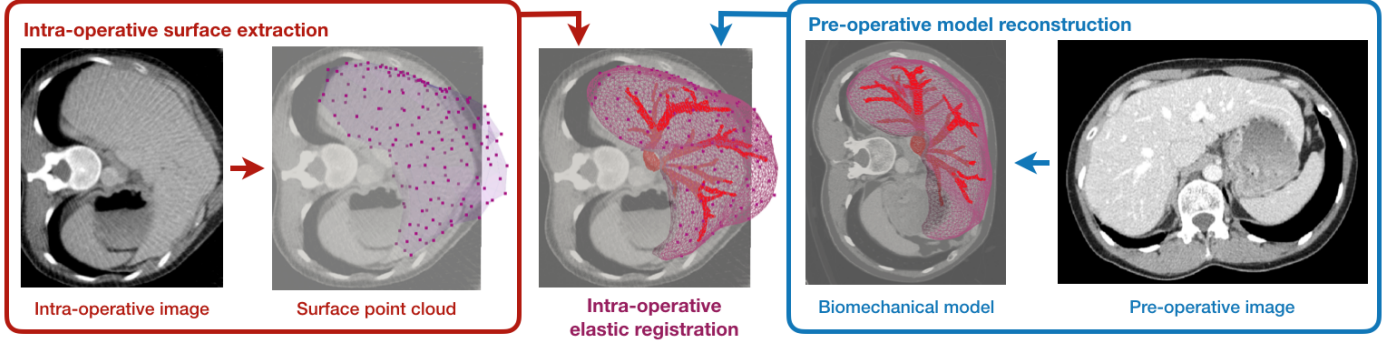 Intra-operative surface extraction
Intra-operative image
Surface point cloud
Intra-operative
elastic registration
Pre-operative model reconstruction
Biomechanical model
Pre-operative image